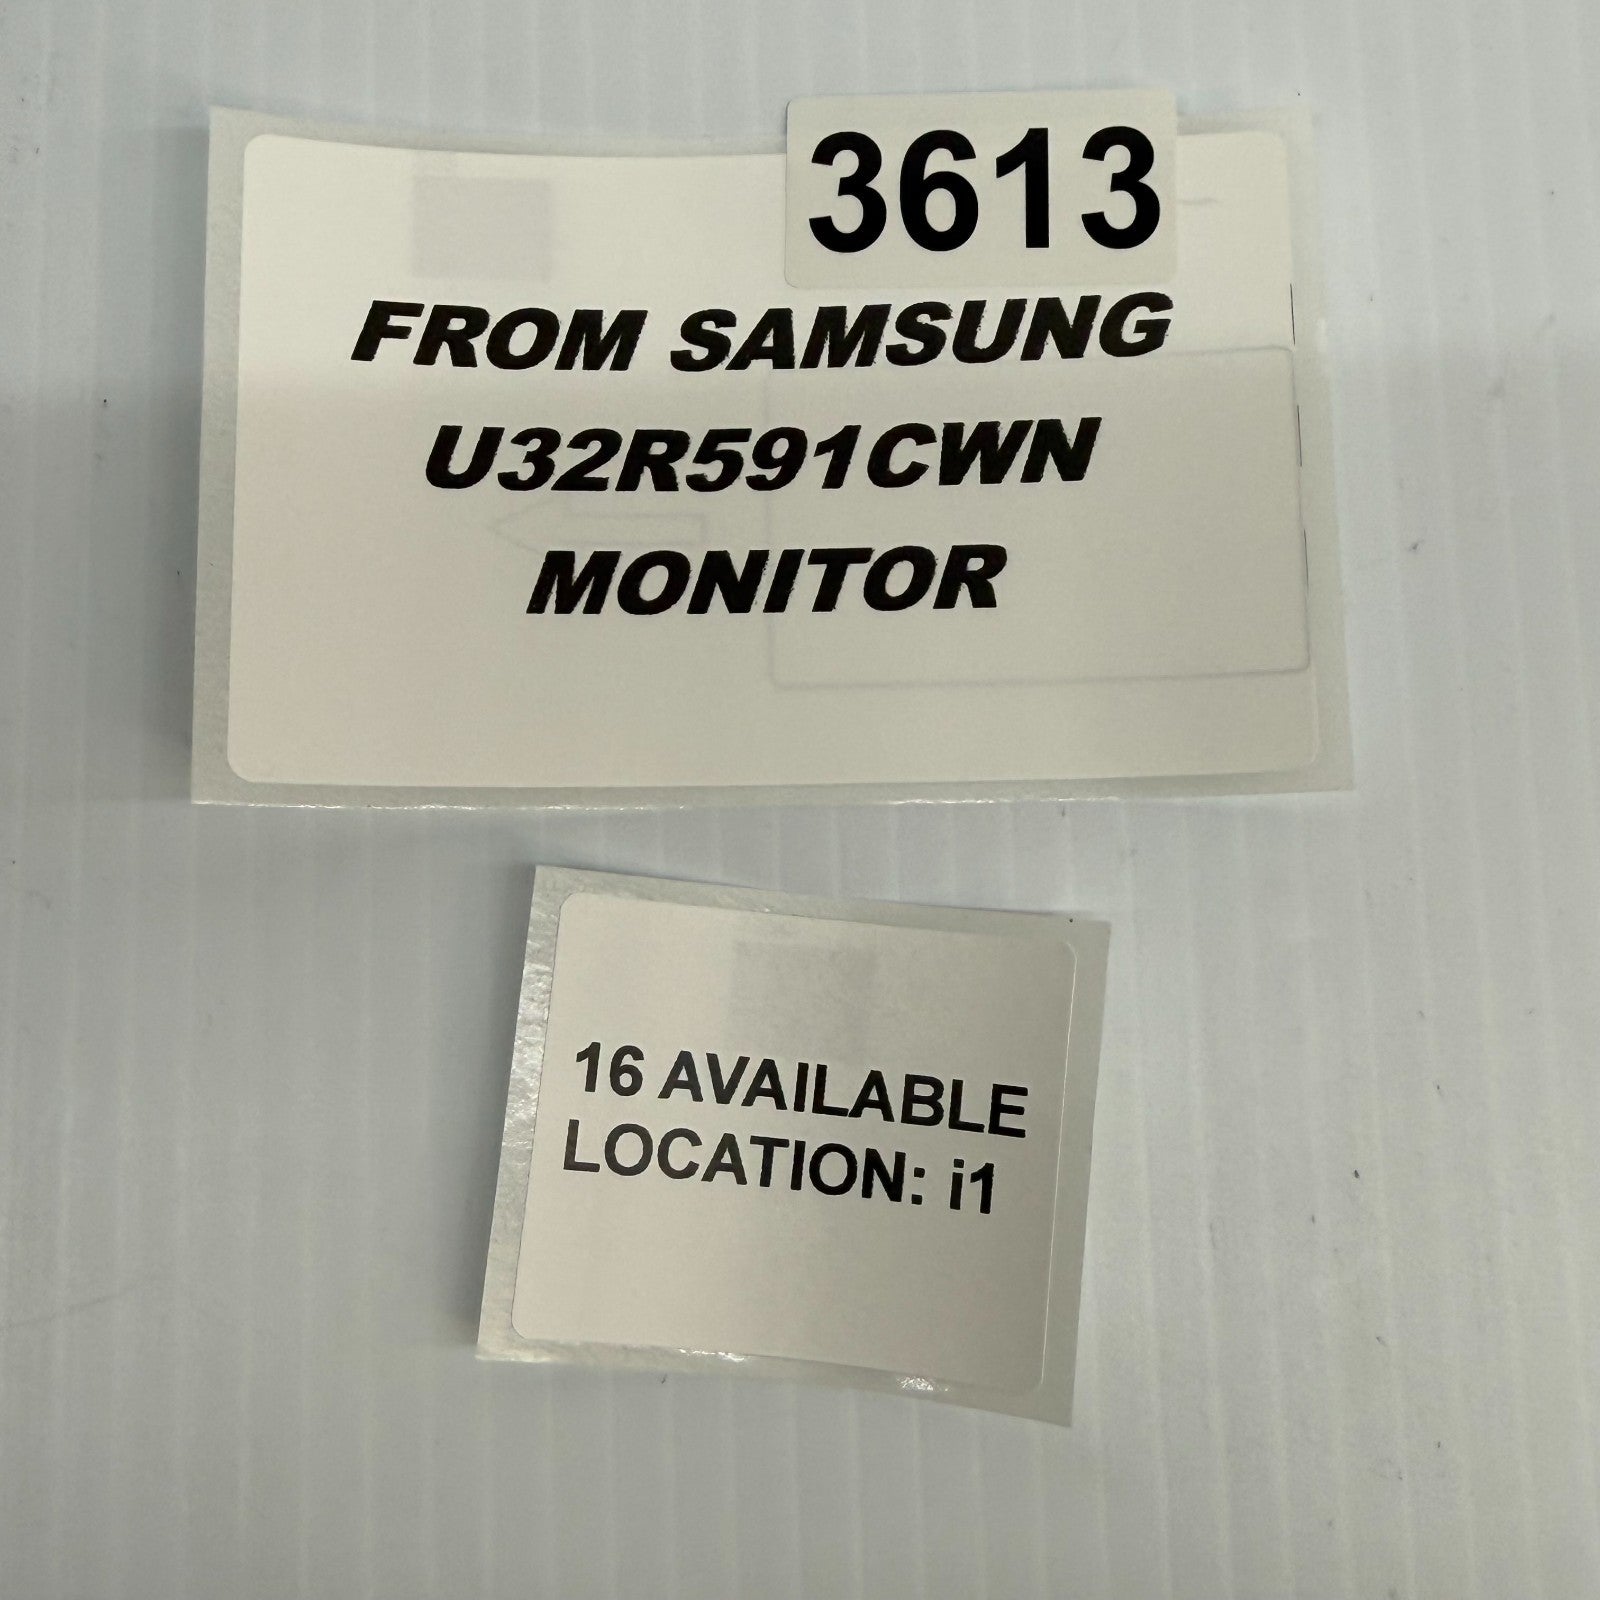 3613
FROM SAMSUNG
U32R591CWN
MONITOR
16 AVAILABLE
LOCATION: i1